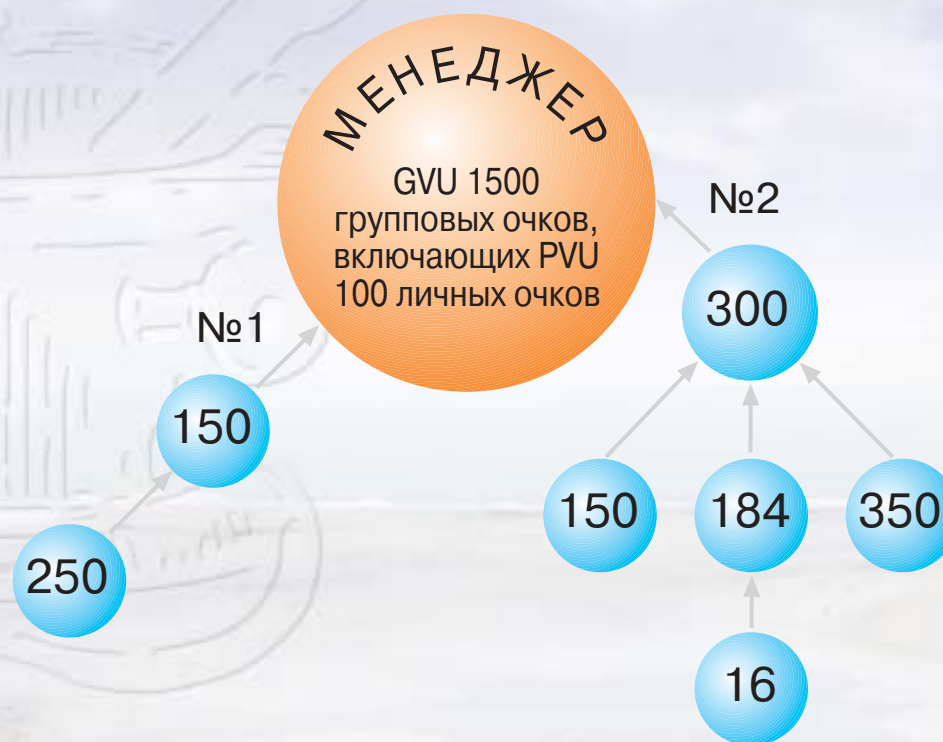 МЕНЕДЖЕР
GVU 1500
групповых очков,
включающих PVU
100 личных очков
№2
300
№1
150
150
184
350
250
16